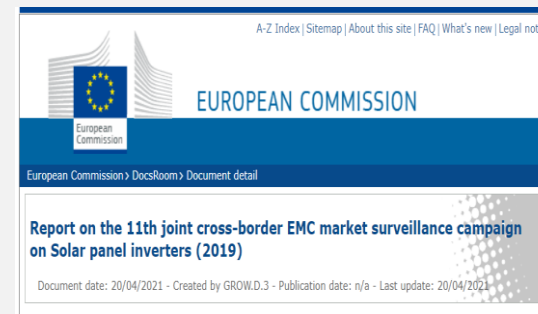 A-Z Index | Sitemap | About this site | FAQ | What's new | Legal not
EUROPEAN COMMISSION
European
Commission
European Commission > DocsRoom > Document detail
Report on the 11th joint cross-border EMC market surveillance campaign
on Solar panel inverters (2019)
Document date: 20/04/2021 - Created by GROW.D.3 - Publication date: n/a - Last update: 20/04/2021